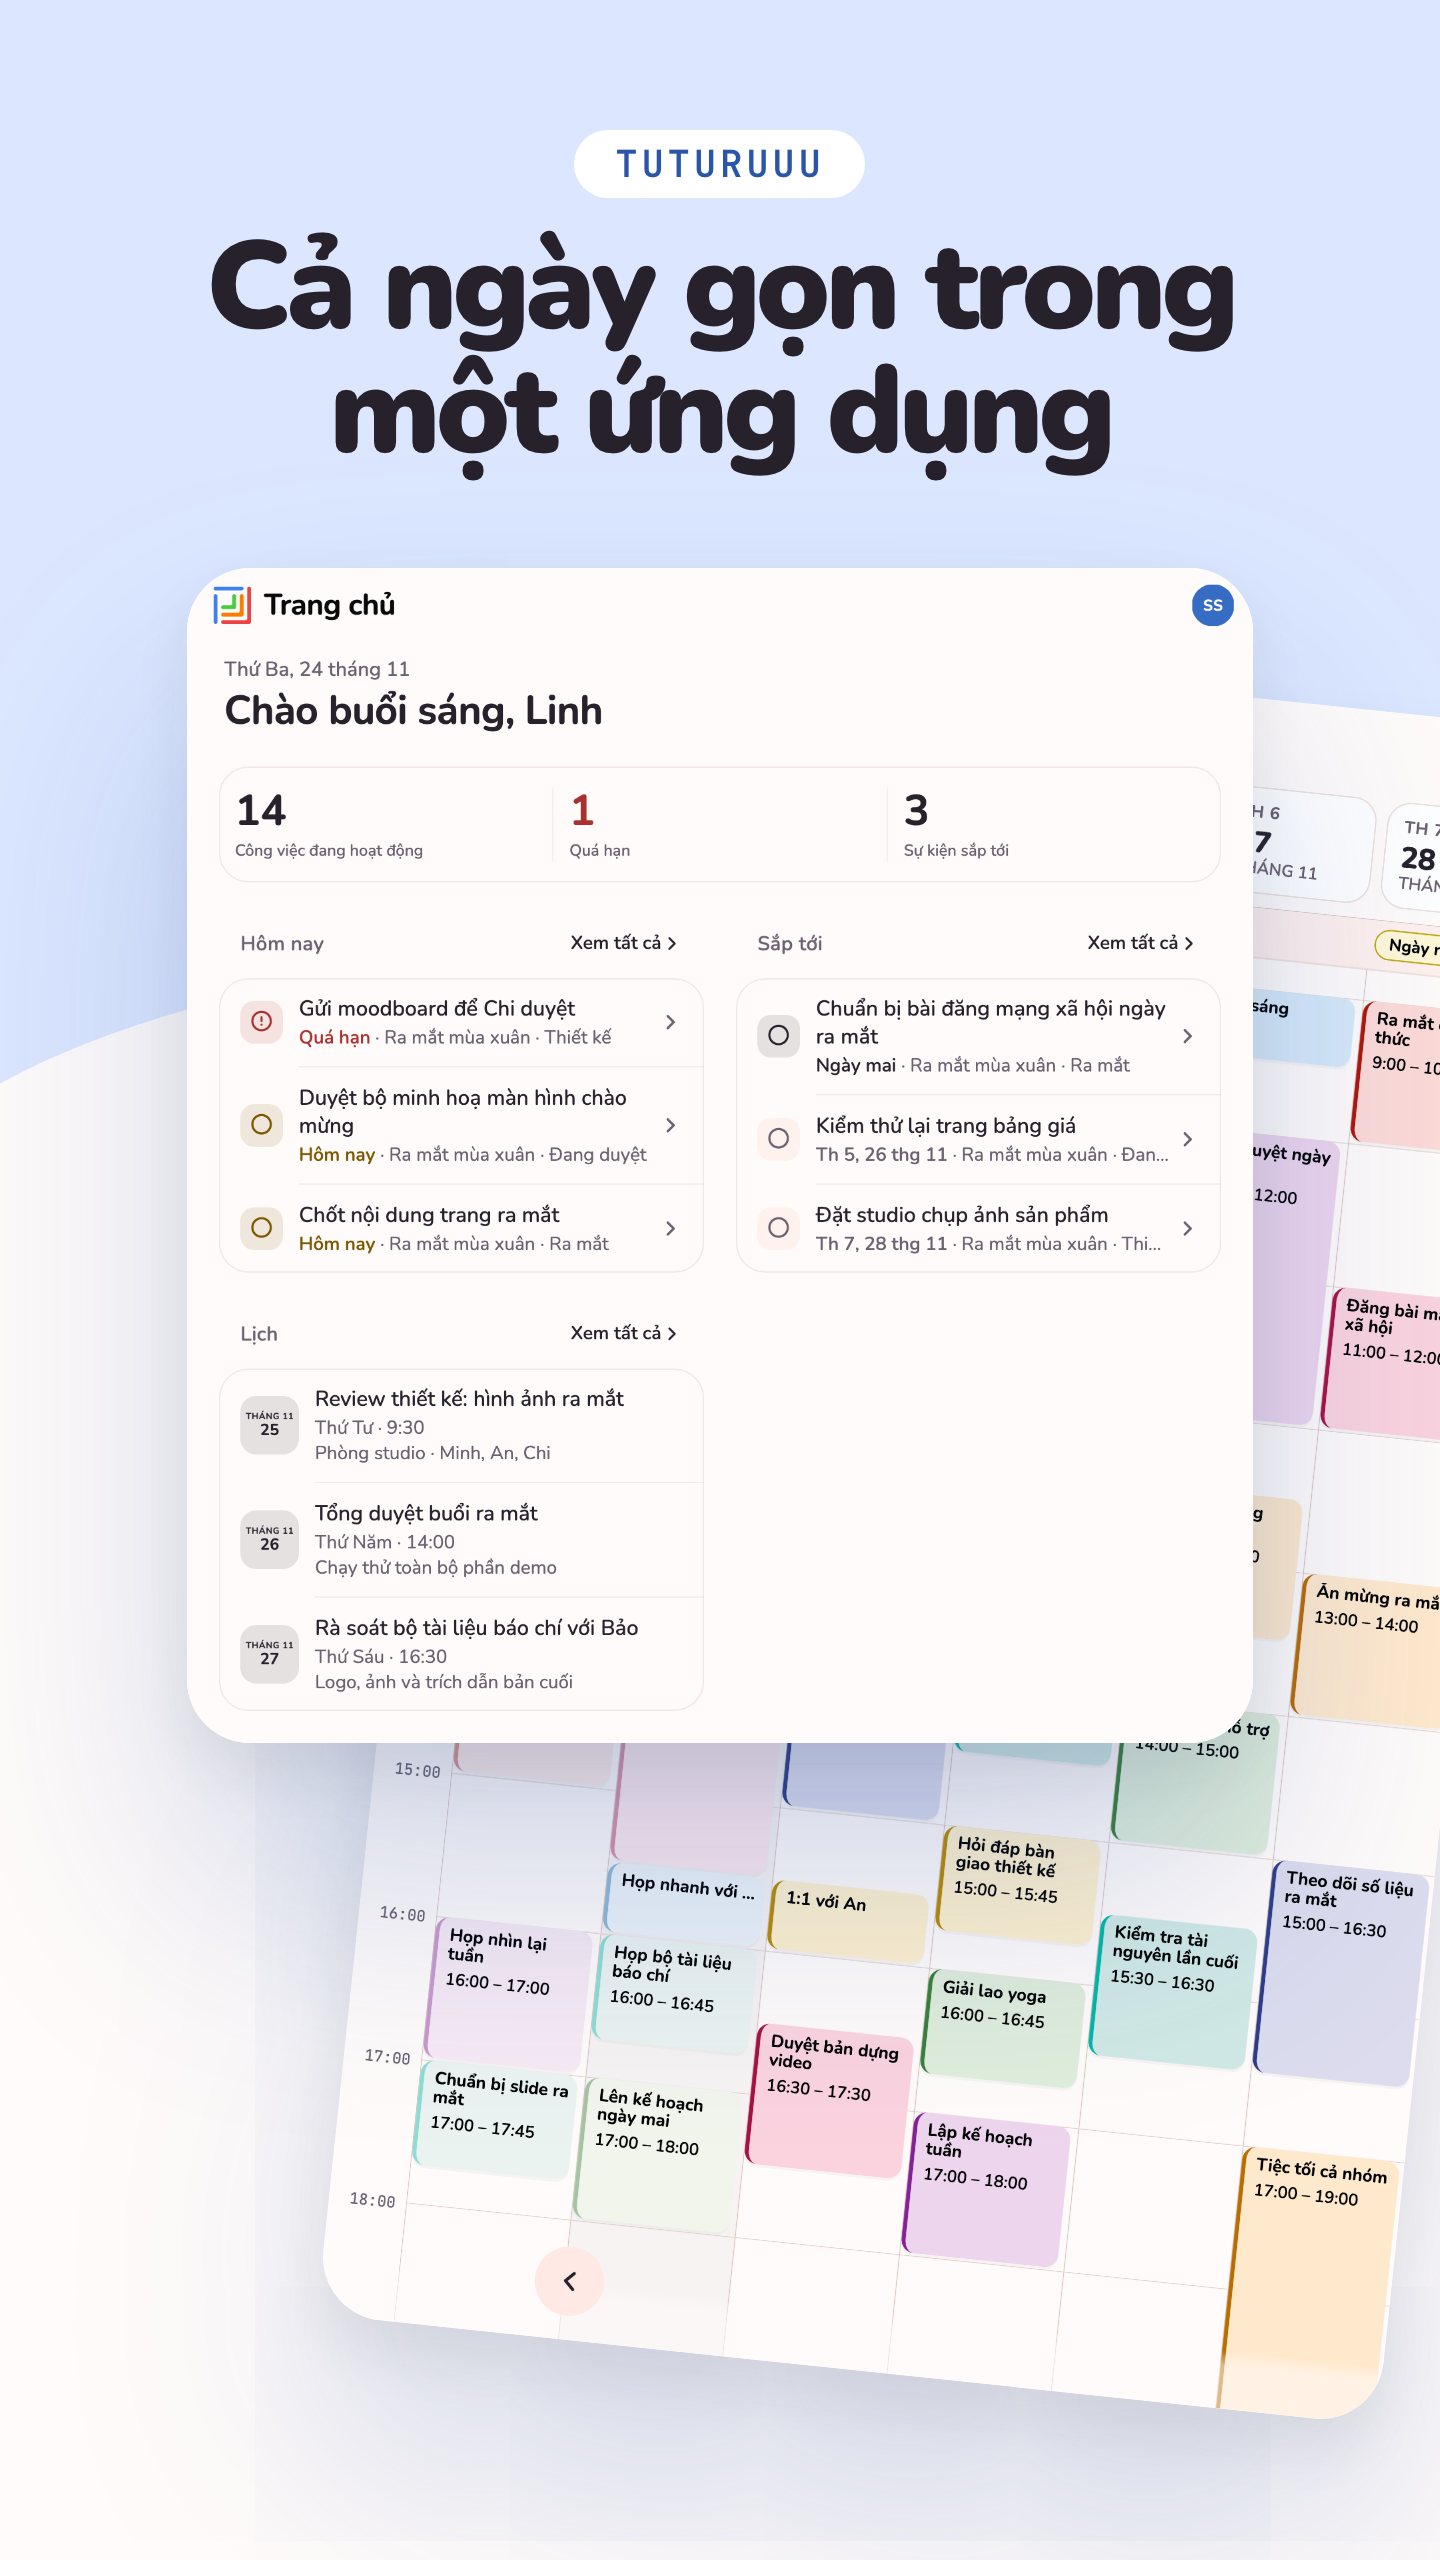 TUTURUUU
Cả ngày gọn trong
một ứng dụng
Trang chủ
SS
Thứ Ba, 24 tháng 11
Chào buổi sáng, Linh
14
Công việc đang hoạt động
1
Quá hạn
3
Sự kiện sắp tới
Hôm nay
Xem tất cả
Gửi moodboard để Chi duyệt
Quá hạn · Ra mắt mùa xuân · Thiết kế
Duyệt bộ minh hoạ màn hình chào
mừng
Hôm nay · Ra mắt mùa xuân · Đang duyệt
Chốt nội dung trang ra mắt
Hôm nay · Ra mắt mùa xuân · Ra mắt
Sắp tới
Xem tất cả
Chuẩn bị bài đăng mạng xã hội ngày
ra mắt
Ngày mai · Ra mắt mùa xuân · Ra mắt
Kiểm thử lại trang bảng giá
Th 5, 26 thg 11 · Ra mắt mùa xuân · Đan...
Đặt studio chụp ảnh sản phẩm
Th 7, 28 thg 11 · Ra mắt mùa xuân · Thi...
Lịch
Xem tất cả
THÁNG 11
25
Review thiết kế: hình ảnh ra mắt
Thứ Tư · 9:30
Phòng studio · Minh, An, Chi
THÁNG 11
26
Tổng duyệt buổi ra mắt
Thứ Năm · 14:00
Chạy thử toàn bộ phần demo
THÁNG 11
27
Rà soát bộ tài liệu báo chí với Bảo
Thứ Sáu · 16:30
Logo, ảnh và trích dẫn bản cuối
H 6
7
HÁNG 11
TH 7
28
THÁN
Ngày r
sáng
Ra mắt
thức
9:00 – 10
uyệt ngày
12:00
Đăng bài mạ
xã hội
11:00 – 12:00
g
0
Ăn mừng ra mắ
13:00 – 14:00
hỗ trợ
14:00 – 15:00
15:00
16:00
17:00
18:00
Họp nhìn lại
tuần
16:00 – 17:00
Chuẩn bị slide ra
mắt
17:00 – 17:45
Họp nhanh với ...
Họp bộ tài liệu
báo chí
16:00 – 16:45
Lên kế hoạch
ngày mai
17:00 – 18:00
1:1 với An
Duyệt bản dựng
video
16:30 – 17:30
Hỏi đáp bàn
giao thiết kế
15:00 – 15:45
Giải lao yoga
16:00 – 16:45
Lập kế hoạch
tuần
17:00 – 18:00
Kiểm tra tài
nguyên lần cuối
15:30 – 16:30
Theo dõi số liệu
ra mắt
15:00 – 16:30
Tiệc tối cả nhóm
17:00 – 19:00